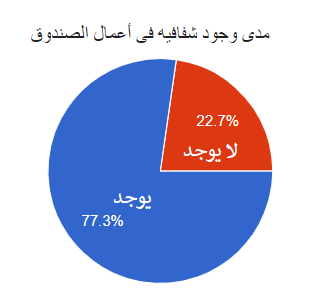 مدى وجود شفافيه فى أعمال الصندوق
22.7%
لا يوجد
يوجد
77.3%